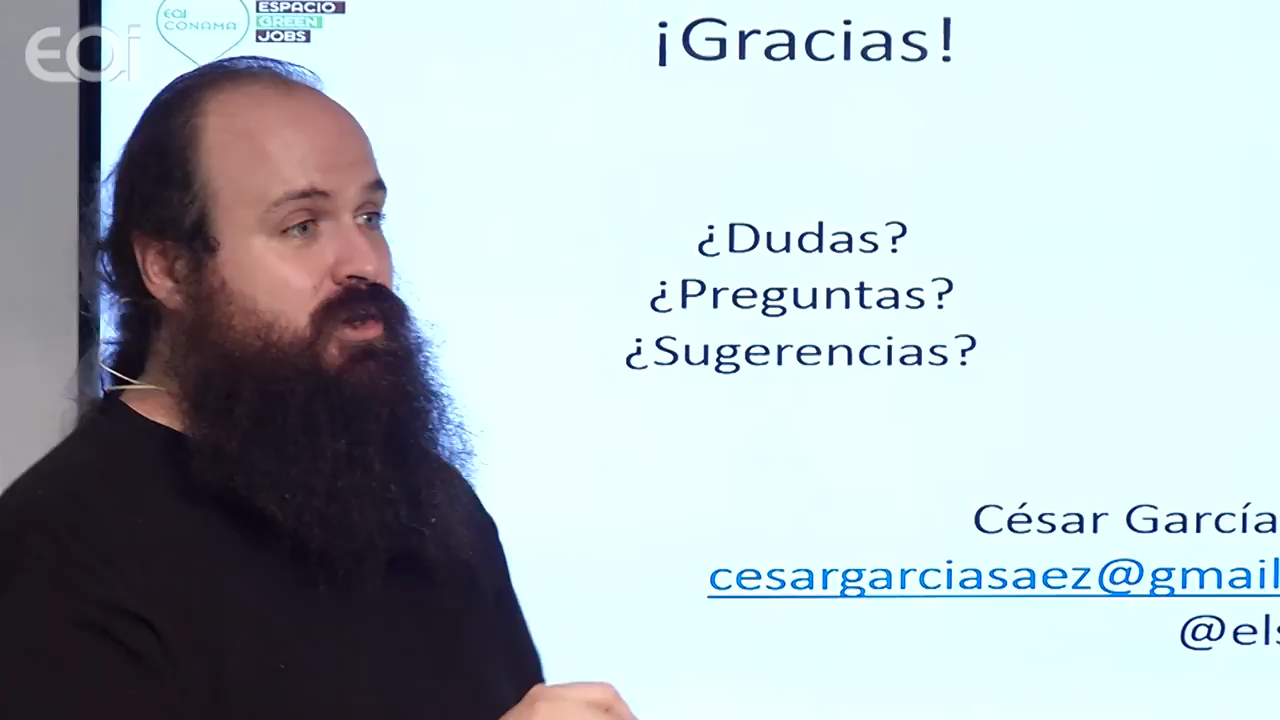 eoi
eoi
CONAMA
ESPACIO
GREEN
JOBS
¡Gracias!
¿Dudas?
¿Preguntas?
¿Sugerencias?
César García
cesargarciasaez@gmail
@els